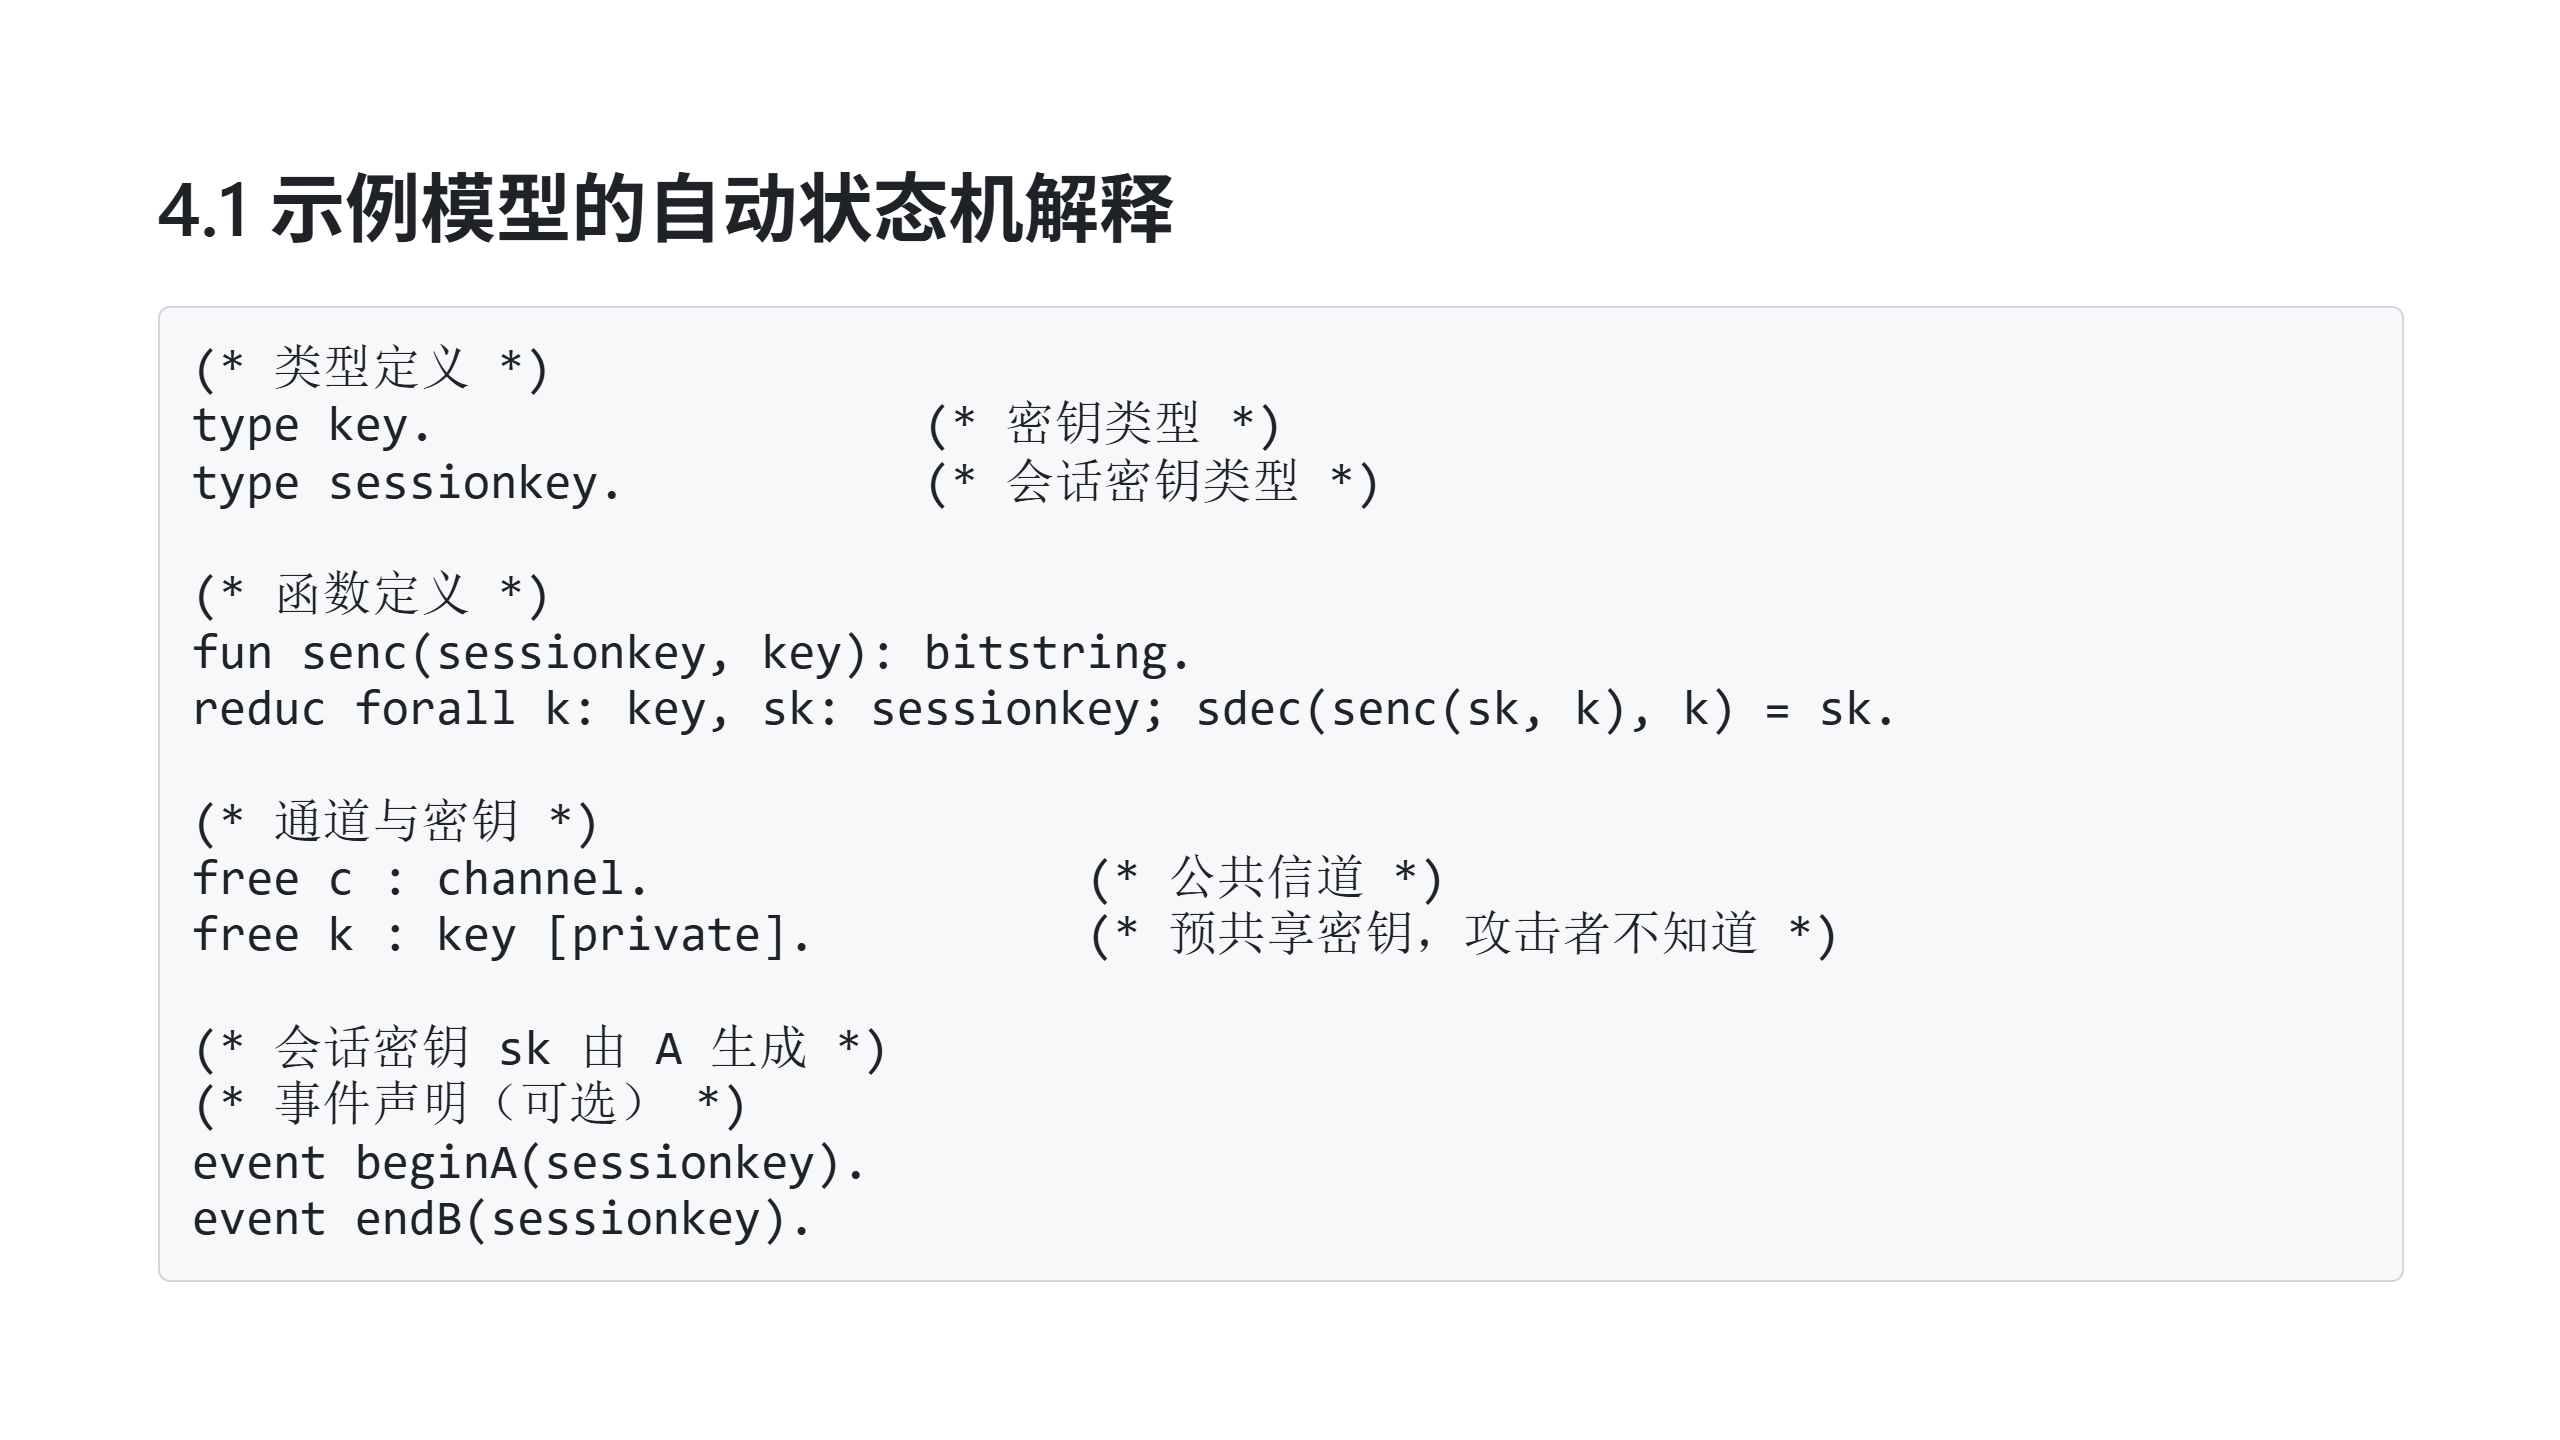 4.1 示例模型的自动状态机解释
(* 类型定义 *)
type key.                  (* 密钥类型 *)
type sessionkey.           (* 会话密钥类型 *)
(* 函数定义 *)
fun senc(sessionkey, key): bitstring.
reduc forall k: key, sk: sessionkey; sdec(senc(sk, k), k) = sk.
(* 通道与密钥 *)
free c : channel.                (* 公共信道 *)
free k : key [private].          (* 预共享密钥，攻击者不知道 *)
(* 会话密钥 sk 由 A 生成 *)
(* 事件声明（可选） *)
event beginA(sessionkey).
event endB(sessionkey).